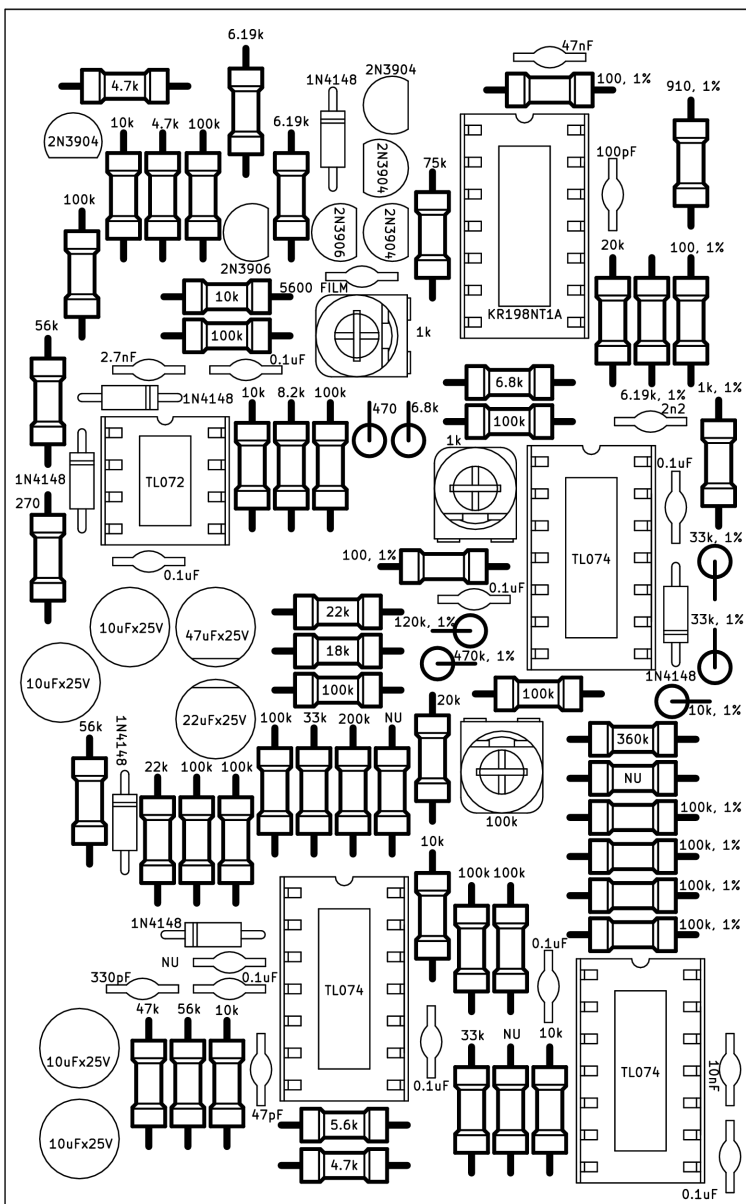 6.19k
47nF
1N4148
2N3904
100, 1%
910, 1%
4.7k
2N3904
10k
4.7k
100k
6.19k
2N3904
75k
100pF
100k
2N3906
2N3906
2N3904
20k
100, 1%
5600 FILM
10k
100k
1k
KR198NT1A
56k
2.7nF
0.1uF
6.8k
6.19k, 1%
1k, 1%
1N4148
10k
8.2k
100k
470
6.8k
100k
2n2
1k
0.1uF
1N4148
TL072
270
0.1uF
100, 1%
TL074
33k, 1%
0.1uF
22k
120k, 1%
33k, 1%
10uFx25V
47uFx25V
18k
470k, 1%
1N4148
10uFx25V
100k
100k
10k, 1%
56k
1N4148
22uFx25V
100k
33k
200k
NU
20k
360k
22k
100k
100k
NU
100k
100k, 1%
100k, 1%
100k, 1%
100k, 1%
10k
100k
100k
1N4148
NU
0.1uF
330pF
0.1uF
TL074
47k
56k
10k
33k
NU
10k
10uFx25V
0.1uF
TL074
10nF
47pF
5.6k
10uFx25V
4.7k
0.1uF